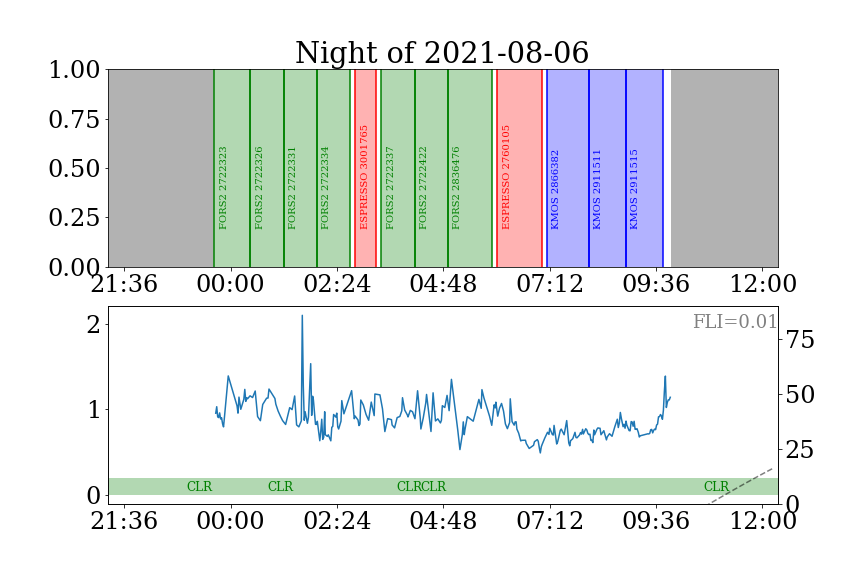 Night of 2021-08-06
1.00
0.75
0.50
0.25
0.00
FORS2 2722323
FORS2 2722326
FORS2 2722331
FORS2 2722334
ESPRESSO 3001765
FORS2 2722337
FORS2 2722422
FORS2 2836476
ESPRESSO 2760105
KMOS 2866382
KMOS 2911511
KMOS 2911515
21:36 00:00 02:24 04:48 07:12 09:36 12:00
FLI=0.01
2
1
0
75
50
25
0
CLR CLR CLR CLR CLR
21:36 00:00 02:24 04:48 07:12 09:36 12:00